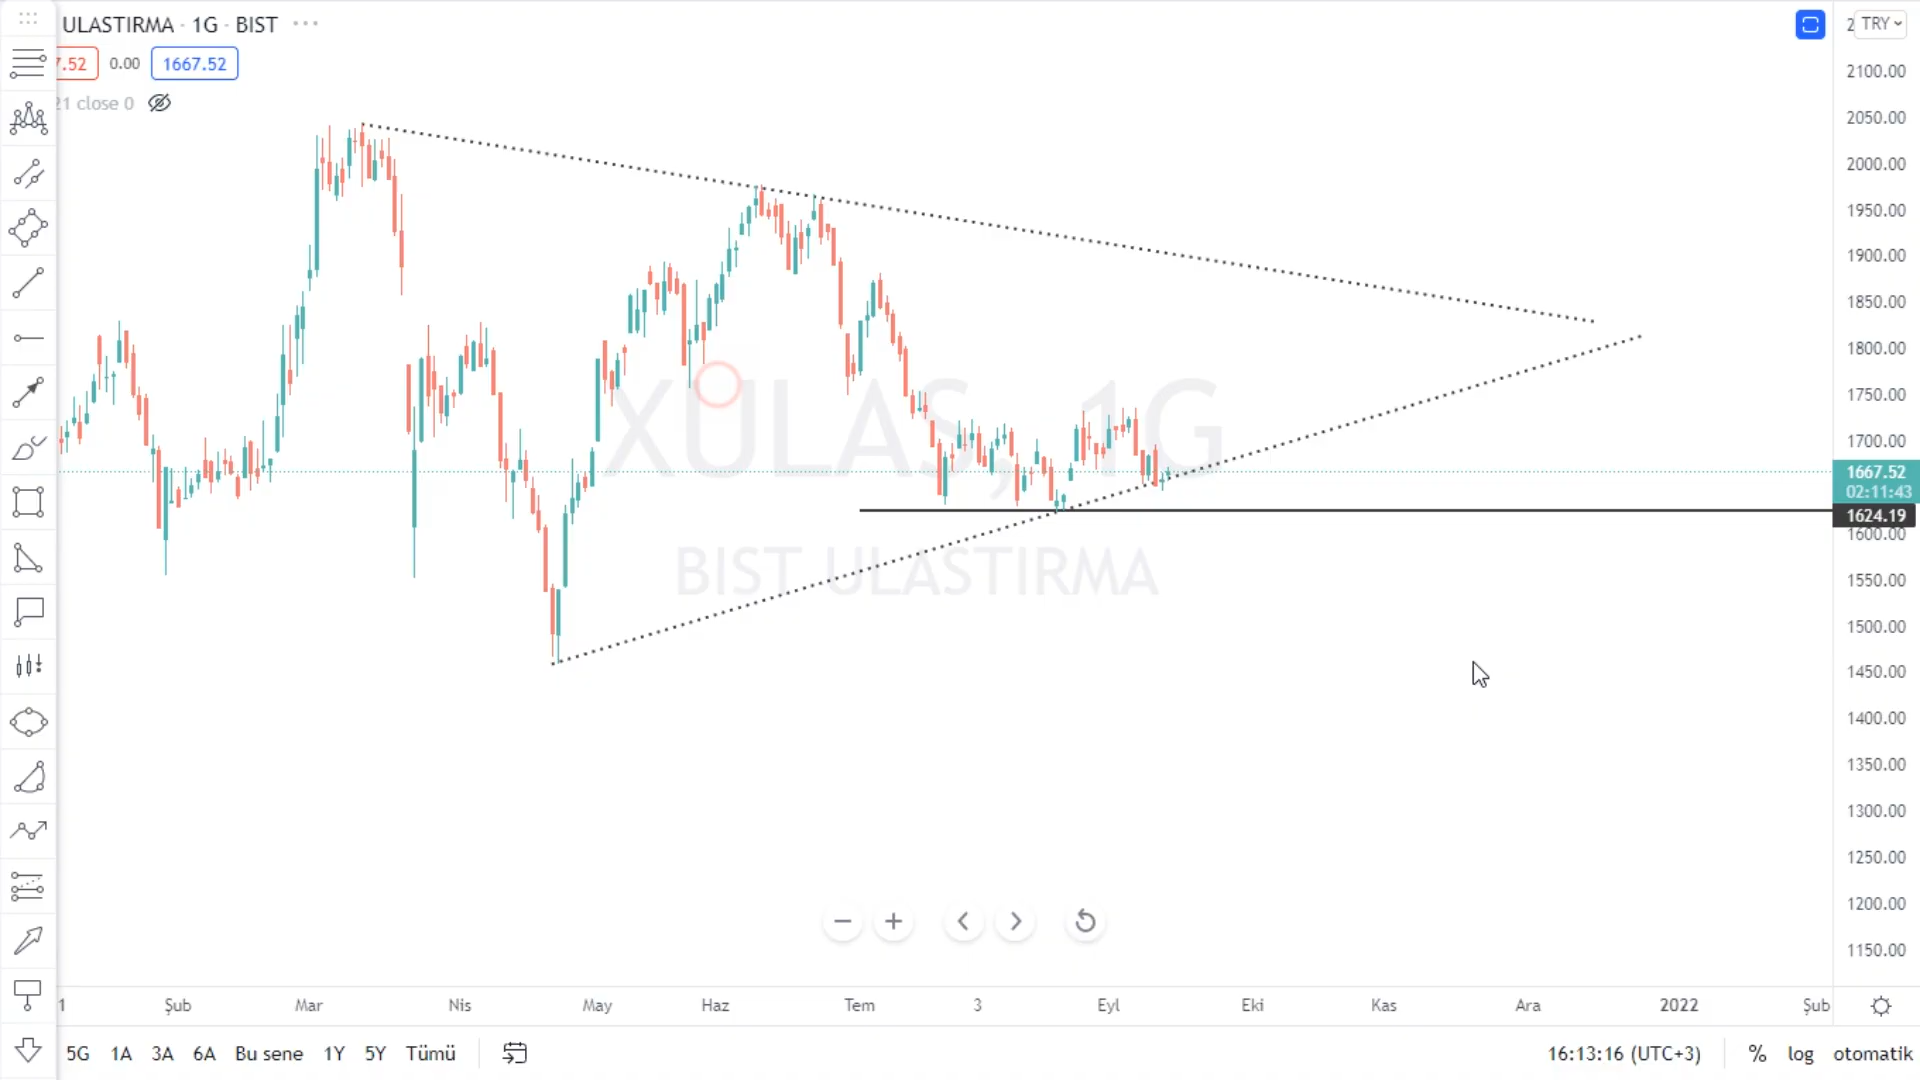 ULASTIRMA · 1G · BIST ···
7.52 0.00 1667.52
21 close 0
TRY
2100.00
2050.00
2000.00
1950.00
1900.00
1850.00
1800.00
1750.00
1700.00
1667.52
02:11:43
1624.19
1600.00
1550.00
1500.00
1450.00
1400.00
1350.00
1300.00
1250.00
1200.00
1150.00
XULAS, 1G
BIST ULASTIRMA
1 Şub Mar Nis May Haz Tem 3 Eyl Eki Kas Ara 2022 Şub
5G 1A 3A 6A Bu sene 1Y 5Y Tümü 16:13:16 (UTC+3) % log otomatik